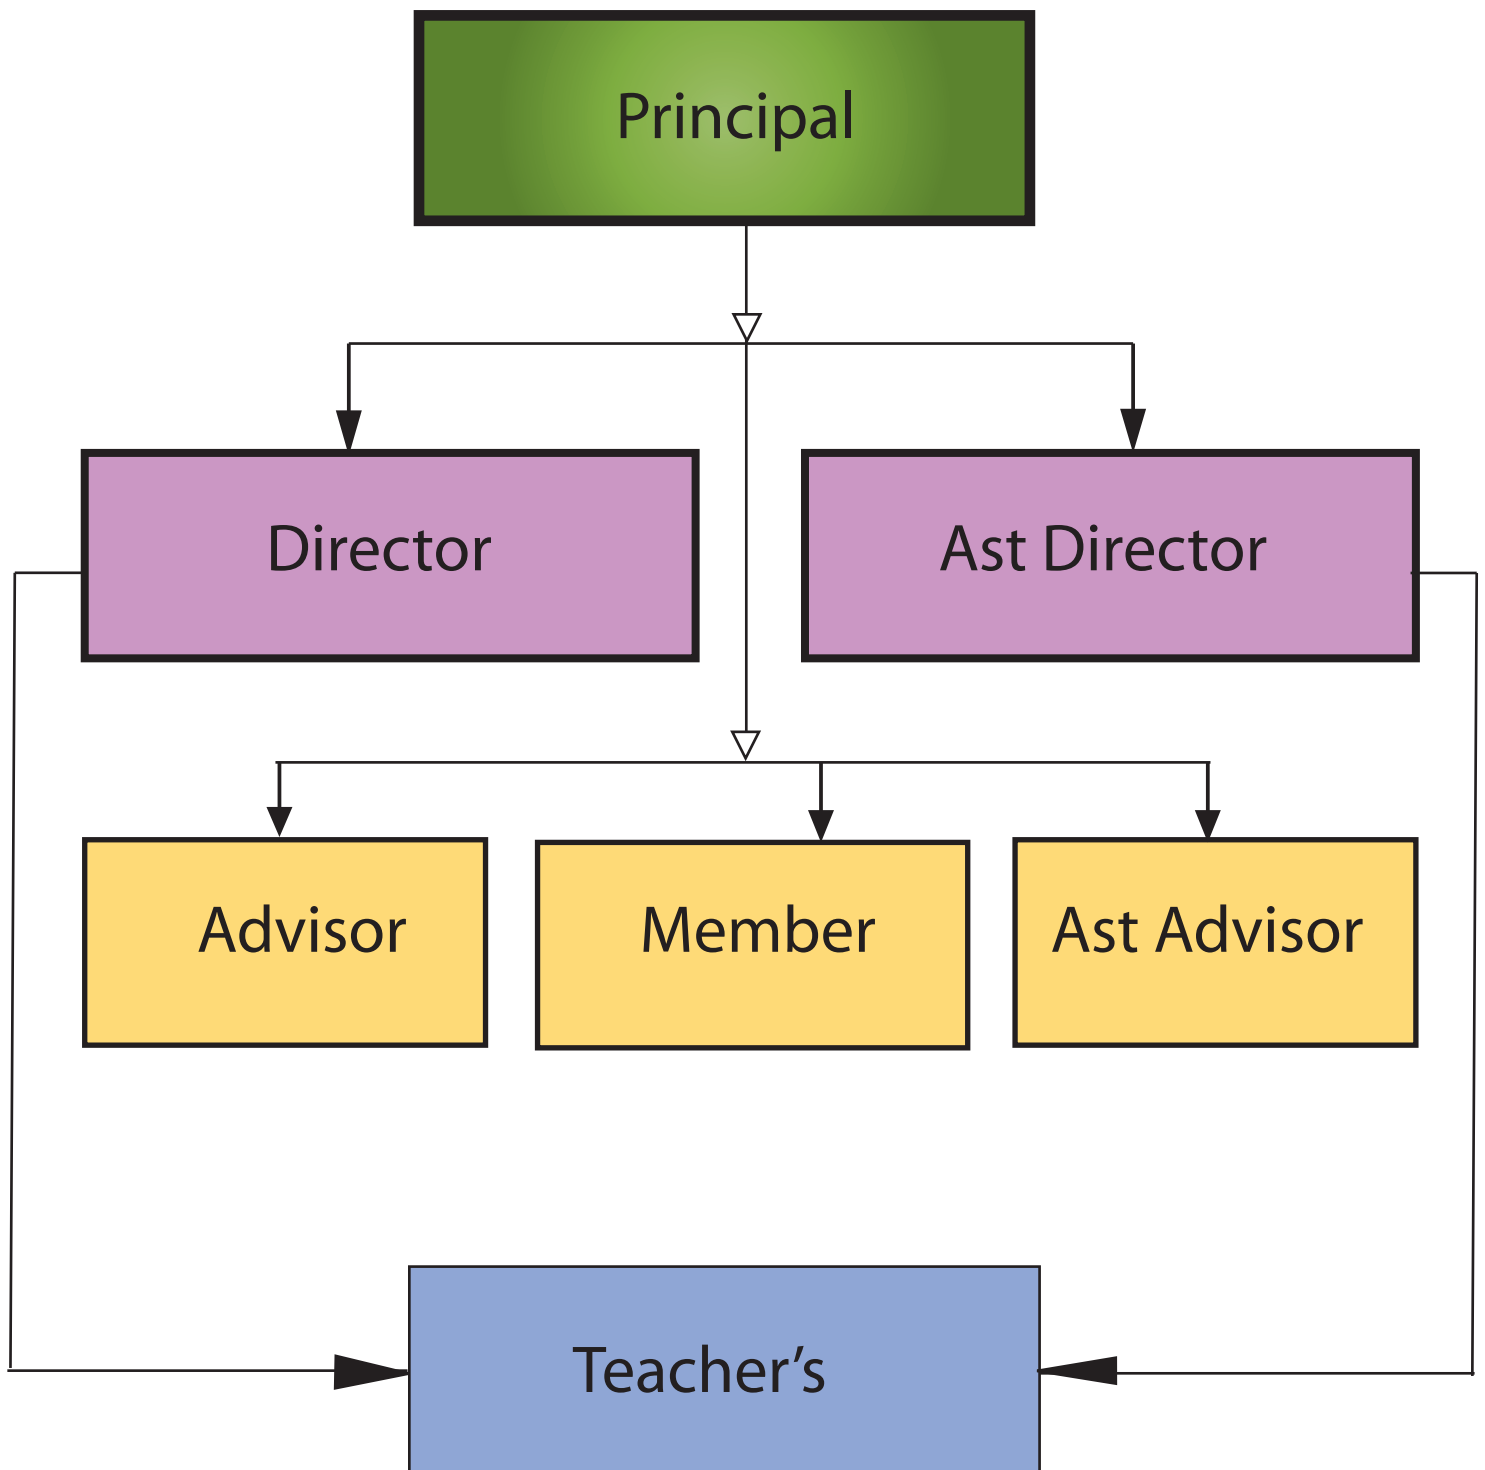 Principal
Director
Ast Director
Advisor
Member
Ast Advisor
Teacher’s